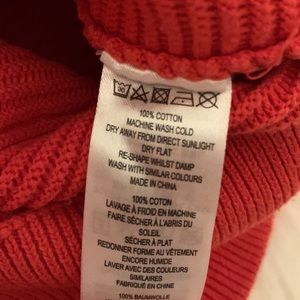 30
100% COTTON
MACHINE WASH COLD
DRY AWAY FROM DIRECT SUNLIGHT
DRY FLAT
RE-SHAPE WHILST DAMP
WASH WITH SIMILAR COLOURS
MADE IN CHINA
100% COTON
LAVAGE À FROID EN MACHINE
FAIRE SÉCHER À L'ABRI DU
SOLEIL
SÉCHER À PLAT
REDONNER FORME AU VÊTEMENT
ENCORE HUMIDE
LAVER AVEC DES COULEURS
SIMILAIRES
FABRIQUÉ EN CHINE
100% BAUMWOLLE